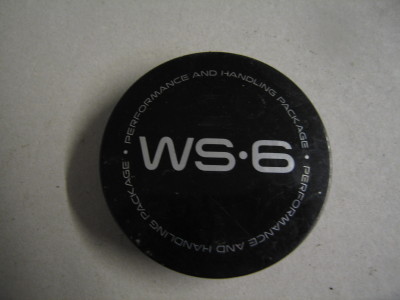 • PERFORMANCE AND HANDLING PACKAGE
WS•6
• PERFORMANCE AND HANDLING PACKAGE